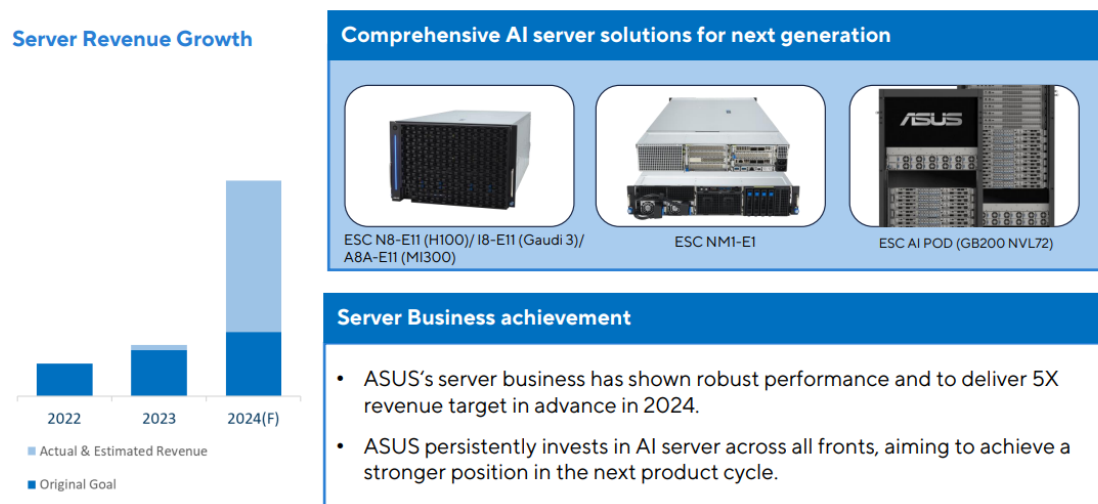 Server Revenue Growth
2022
2023
2024(F)
Actual & Estimated Revenue
Original Goal
Comprehensive AI server solutions for next generation
ASUS
ESC N8-E11 (H100)/ I8-E11 (Gaudi 3)/
A8A-E11 (MI300)
ESC NM1-E1
ESC AI POD (GB200 NVL72)
Server Business achievement
• ASUS‘s server business has shown robust performance and to deliver 5X
revenue target in advance in 2024.
• ASUS persistently invests in AI server across all fronts, aiming to achieve a
stronger position in the next product cycle.